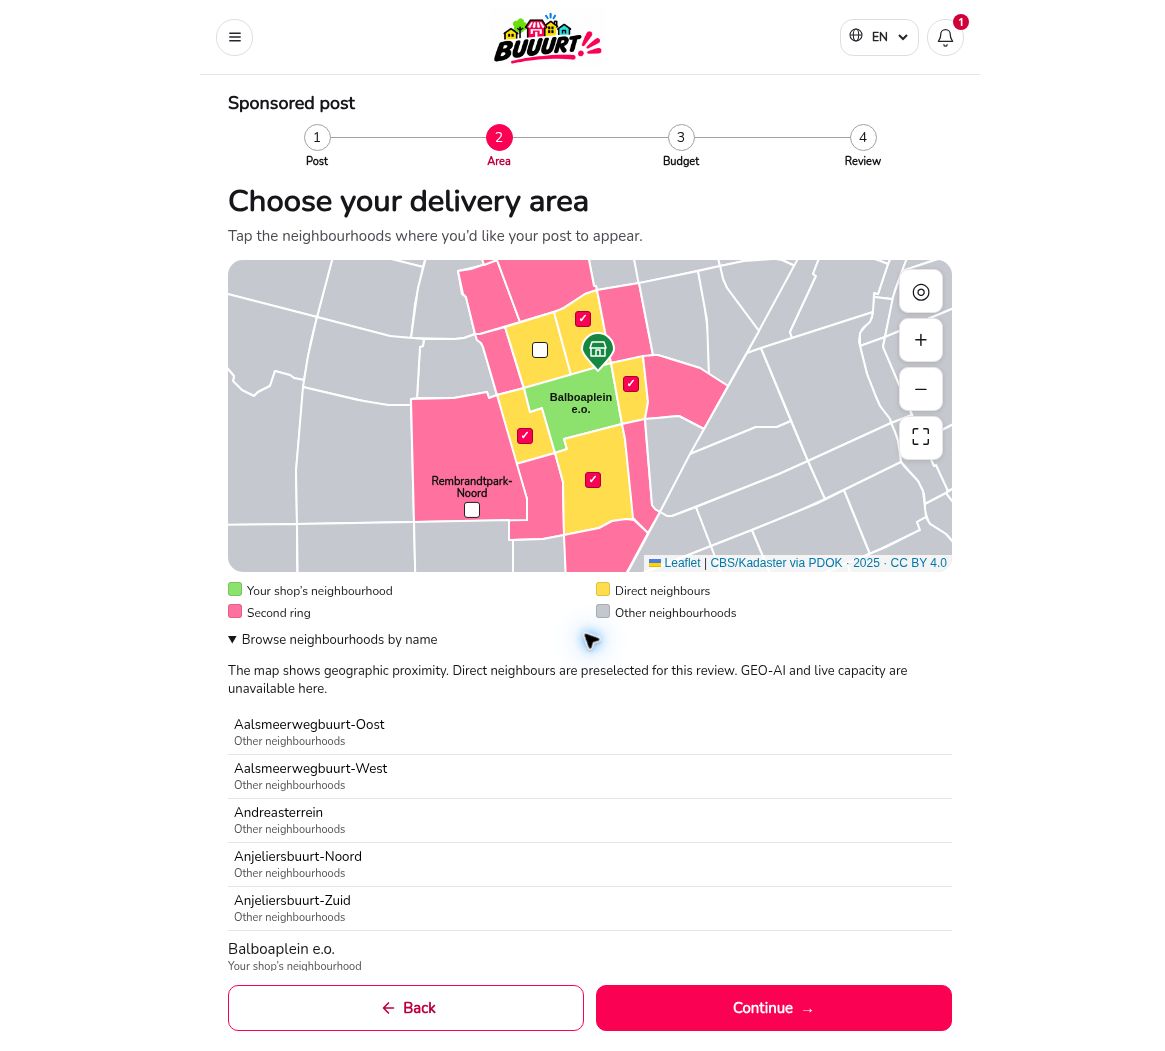 BUUURT!
EN
1
Sponsored post
1
2
3
4
Post
Area
Budget
Review
Choose your delivery area
Tap the neighbourhoods where you’d like your post to appear.
Balboaplein
e.o.
Rembrandtpark-
Noord
+
−
Leaflet | CBS/Kadaster via PDOK · 2025 · CC BY 4.0
Your shop’s neighbourhood
Direct neighbours
Second ring
Other neighbourhoods
▼ Browse neighbourhoods by name
The map shows geographic proximity. Direct neighbours are preselected for this review. GEO-AI and live capacity are
unavailable here.
Aalsmeerwegbuurt-Oost
Other neighbourhoods
Aalsmeerwegbuurt-West
Other neighbourhoods
Andreasterrein
Other neighbourhoods
Anjeliersbuurt-Noord
Other neighbourhoods
Anjeliersbuurt-Zuid
Other neighbourhoods
Balboaplein e.o.
Your shop’s neighbourhood
← Back
Continue →